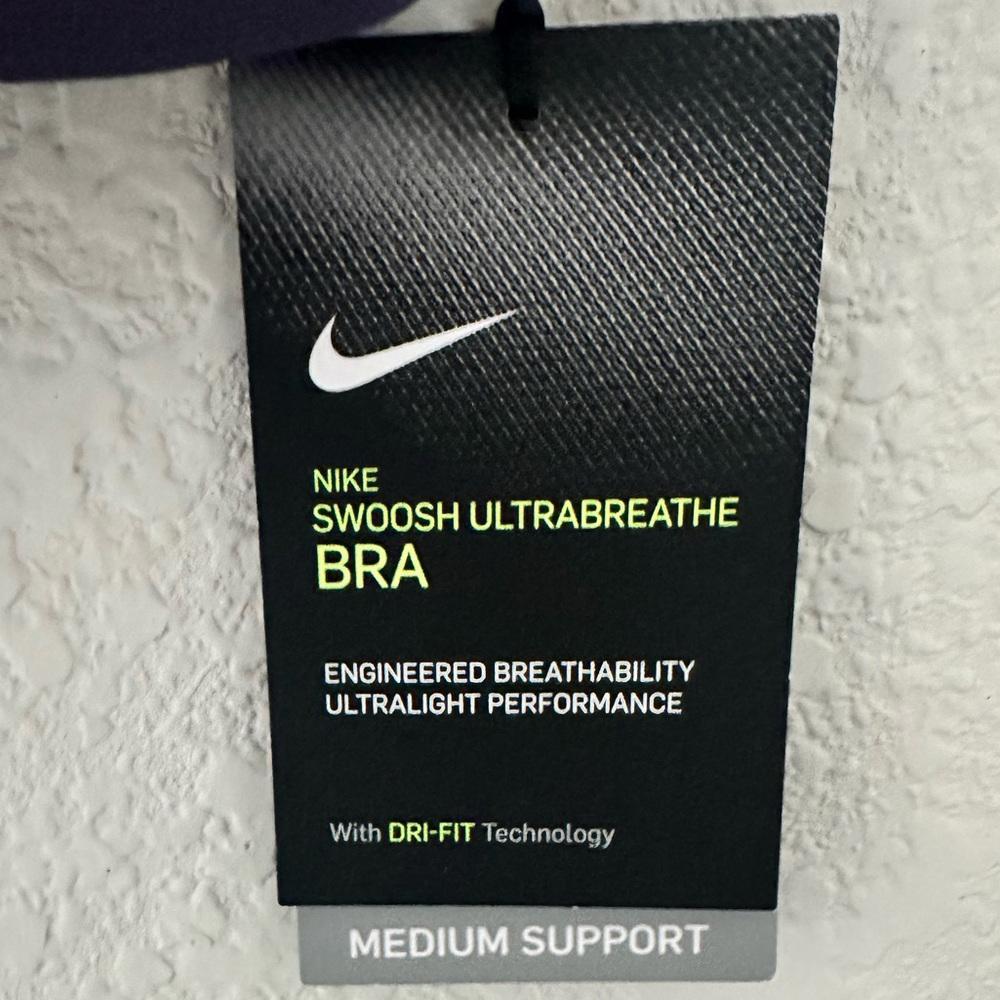 NIKE
SWOOSH ULTRABREATHE
BRA
ENGINEERED BREATHABILITY
ULTRALIGHT PERFORMANCE
With DRI-FIT Technology
MEDIUM SUPPORT